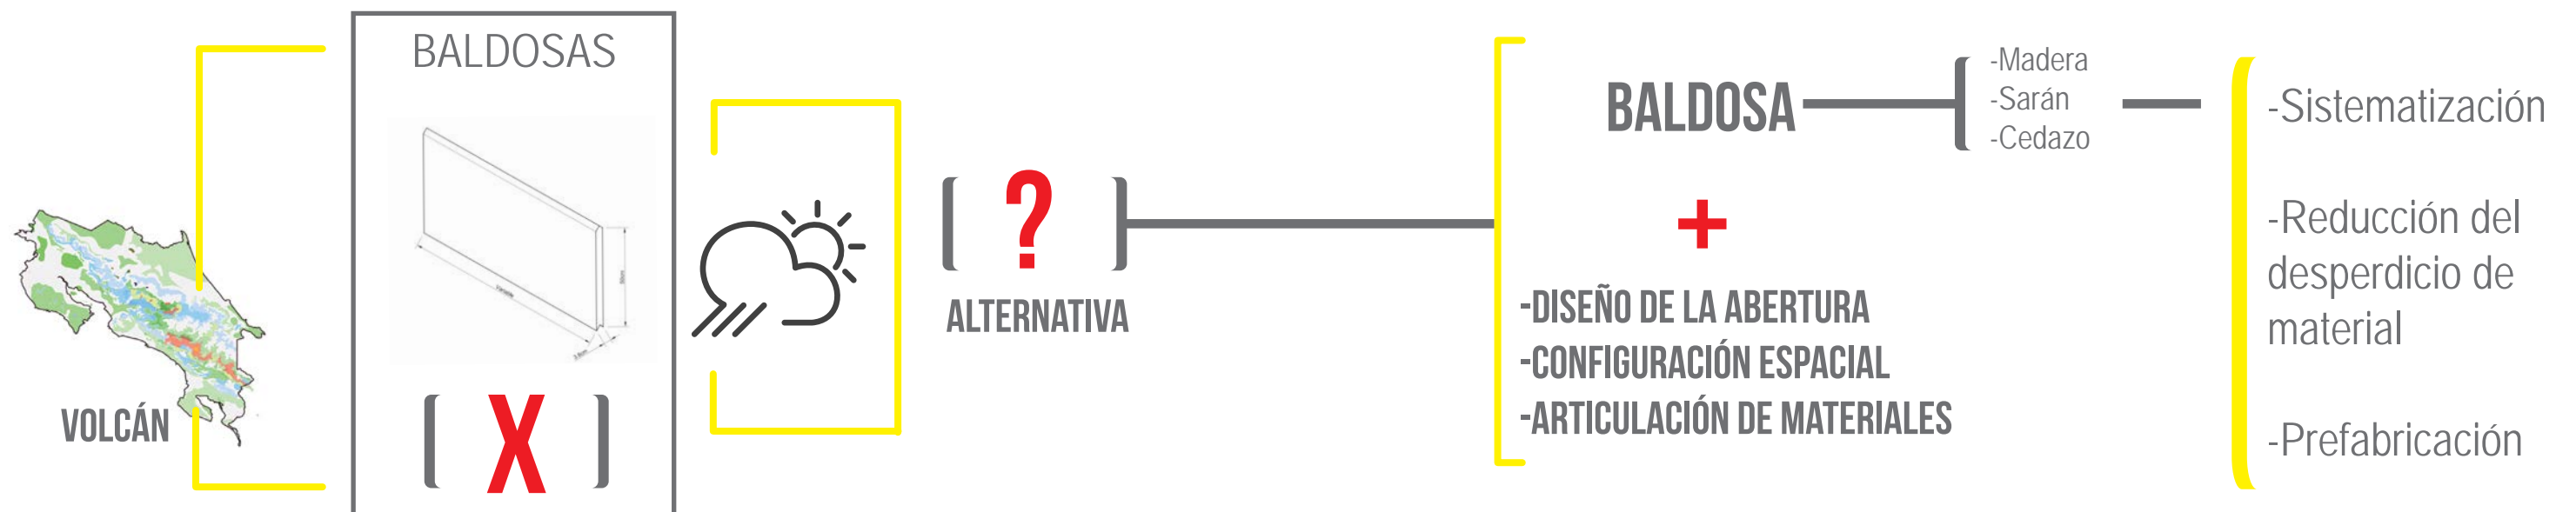 VOLCÁN
BALDOSAS
[ X ]
[ ? ]
ALTERNATIVA
BALDOSA
-Madera
-Sarán
-Cedazo
+
-DISEÑO DE LA ABERTURA
-CONFIGURACIÓN ESPACIAL
-ARTICULACIÓN DE MATERIALES
-Sistematización
-Reducción del
desperdicio de
material
-Prefabricación